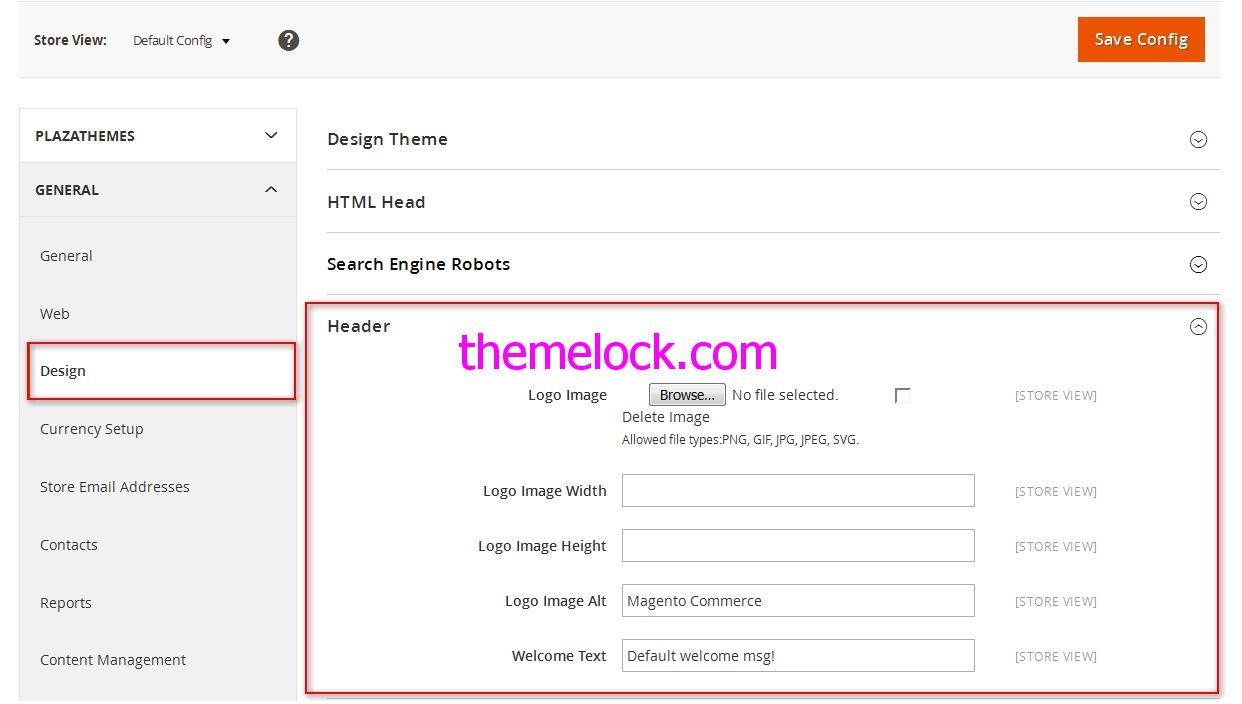 Store View: Default Config ?
Save Config
PLAZATHEMES
GENERAL
General
Web
Design
Currency Setup
Store Email Addresses
Contacts
Reports
Content Management
Design Theme
HTML Head
Search Engine Robots
Header
themelock.com
Logo Image Browse... No file selected. [STORE VIEW]
Delete Image
Allowed file types:PNG, GIF, JPG, JPEG, SVG.
Logo Image Width [STORE VIEW]
Logo Image Height [STORE VIEW]
Logo Image Alt Magento Commerce [STORE VIEW]
Welcome Text Default welcome msg! [STORE VIEW]